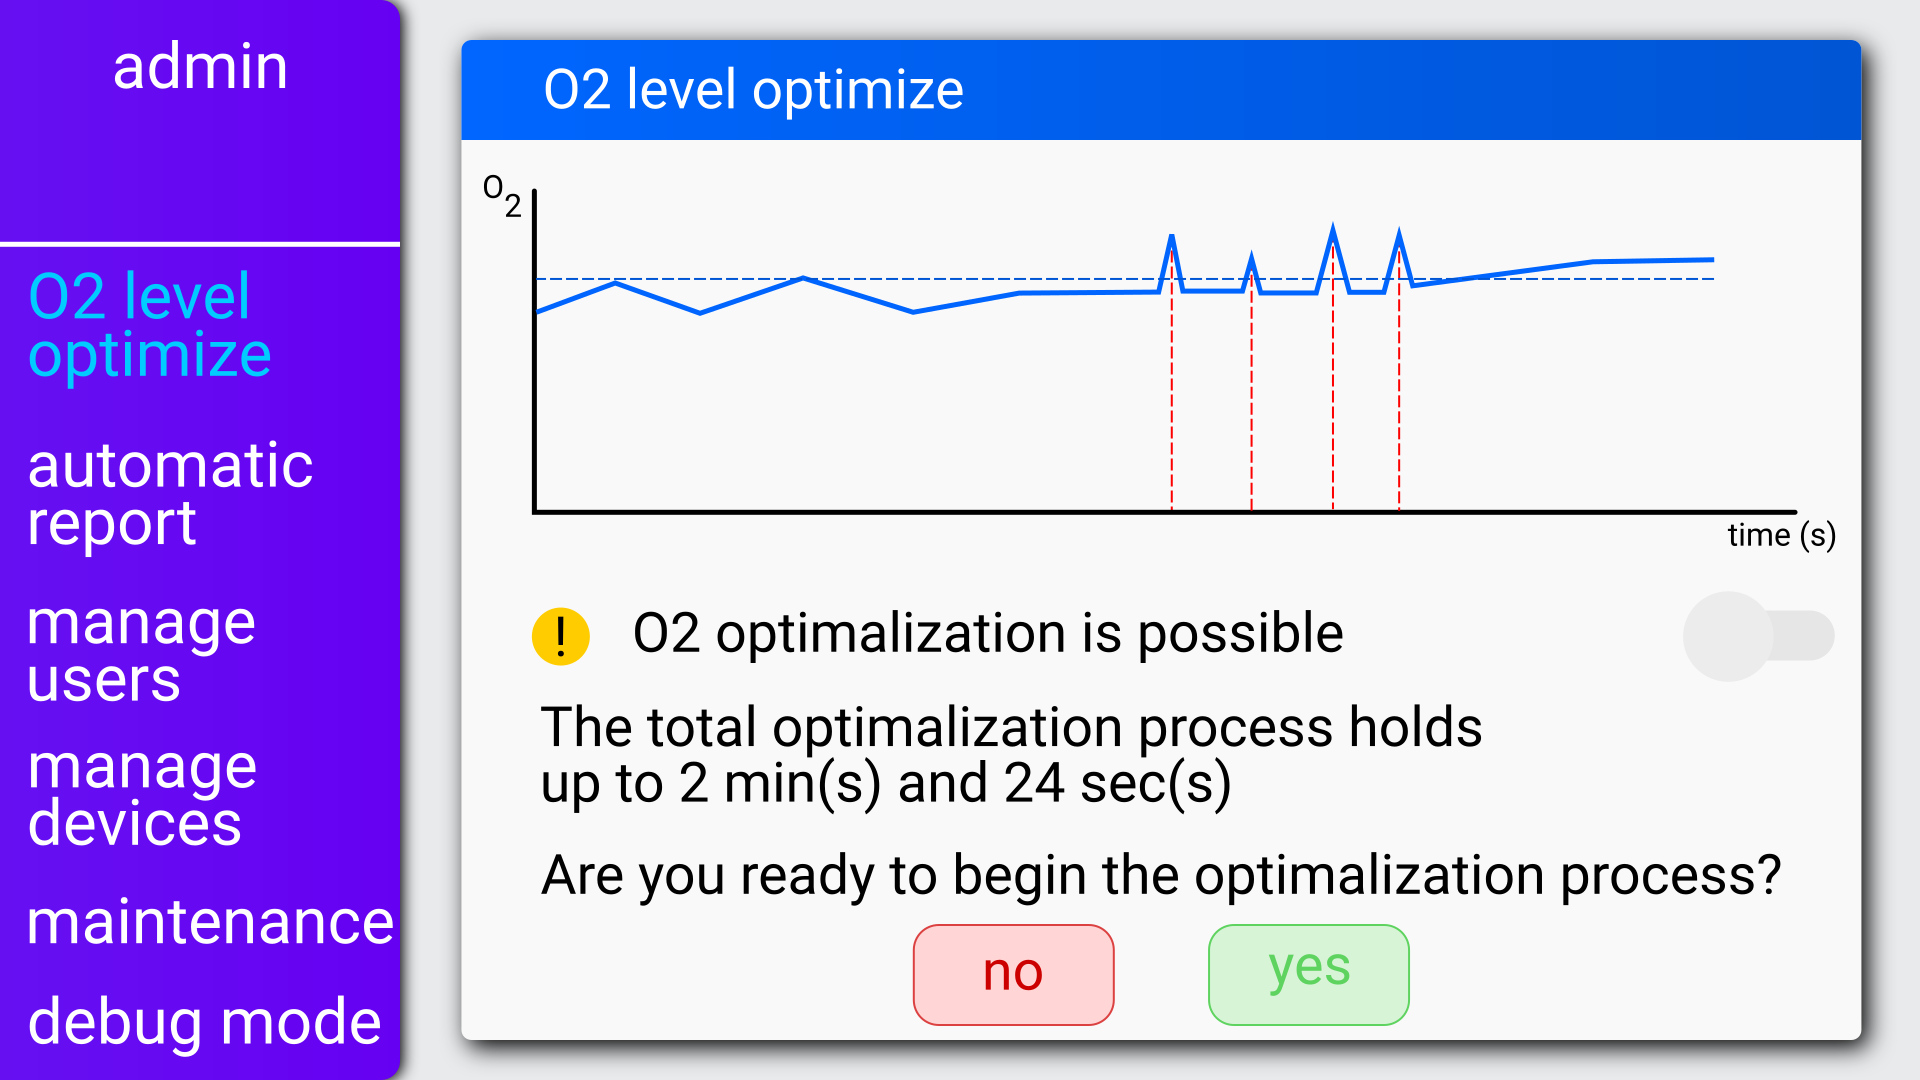 admin
O2 level
optimize
automatic
report
manage
users
manage
devices
maintenance
debug mode
O2 level optimize
O2
time (s)
! O2 optimalization is possible
The total optimalization process holds
up to 2 min(s) and 24 sec(s)
Are you ready to begin the optimalization process?
no yes